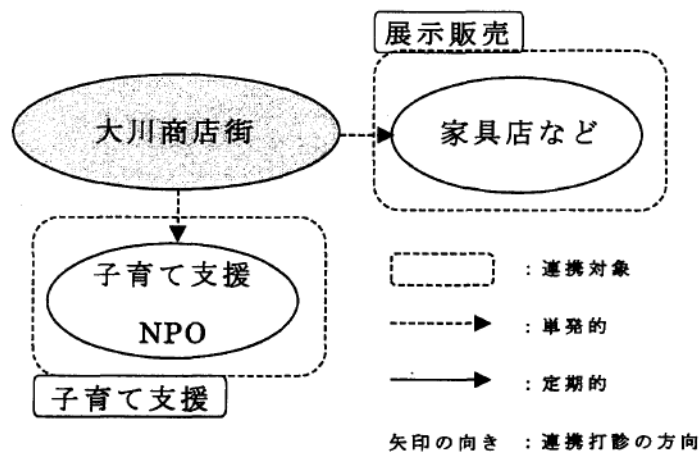 展示販売
大川商店街
家具店など
子育て支援
NPO
子育て支援
：連携対象
：単発的
：定期的
矢印の向き ：連携打診の方向